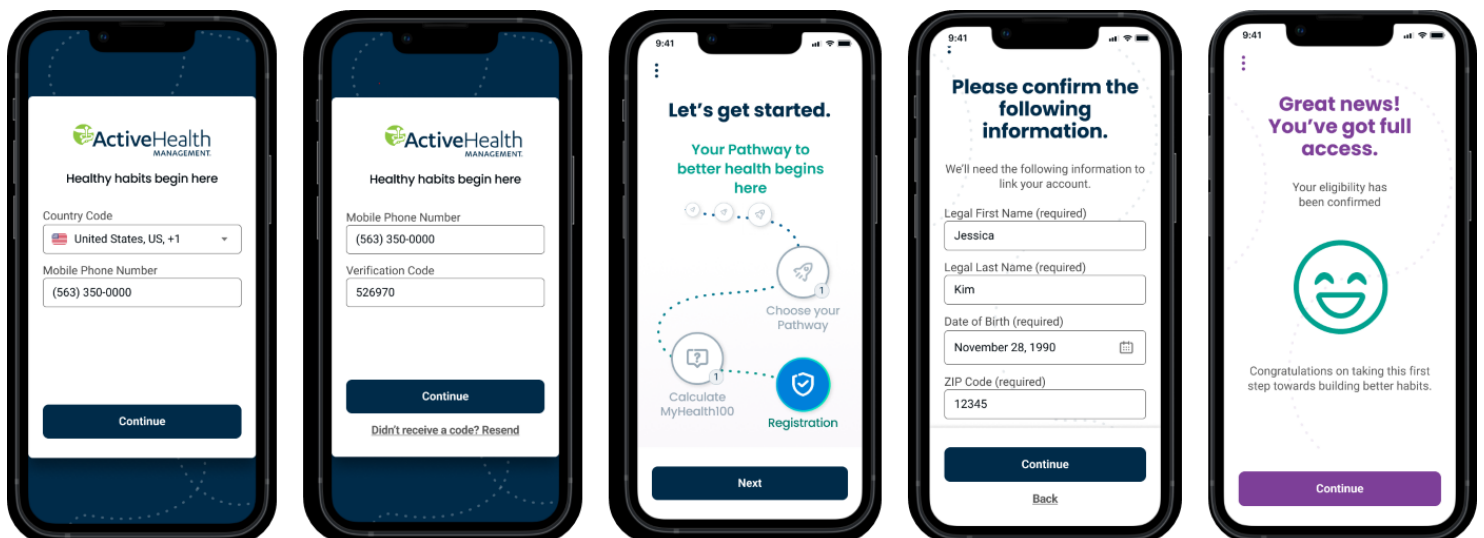 ActiveHealth
MANAGEMENT.
Healthy habits begin here
Country Code
United States, US, +1
Mobile Phone Number
(563) 350-0000
Continue
ActiveHealth
MANAGEMENT.
Healthy habits begin here
Mobile Phone Number
(563) 350-0000
Verification Code
526970
Continue
Didn't receive a code? Resend
9:41
Let's get started.
Your Pathway to
better health begins
here
1
Choose your
Pathway
?
1
Calculate
MyHealth100
Registration
Next
9:41
Please confirm the
following
information.
We'll need the following information to
link your account.
Legal First Name (required)
Jessica
Legal Last Name (required)
Kim
Date of Birth (required)
November 28, 1990
ZIP Code (required)
12345
Continue
Back
9:41
Great news!
You've got full
access.
Your eligibility has
been confirmed
Congratulations on taking this first
step towards building better habits.
Continue